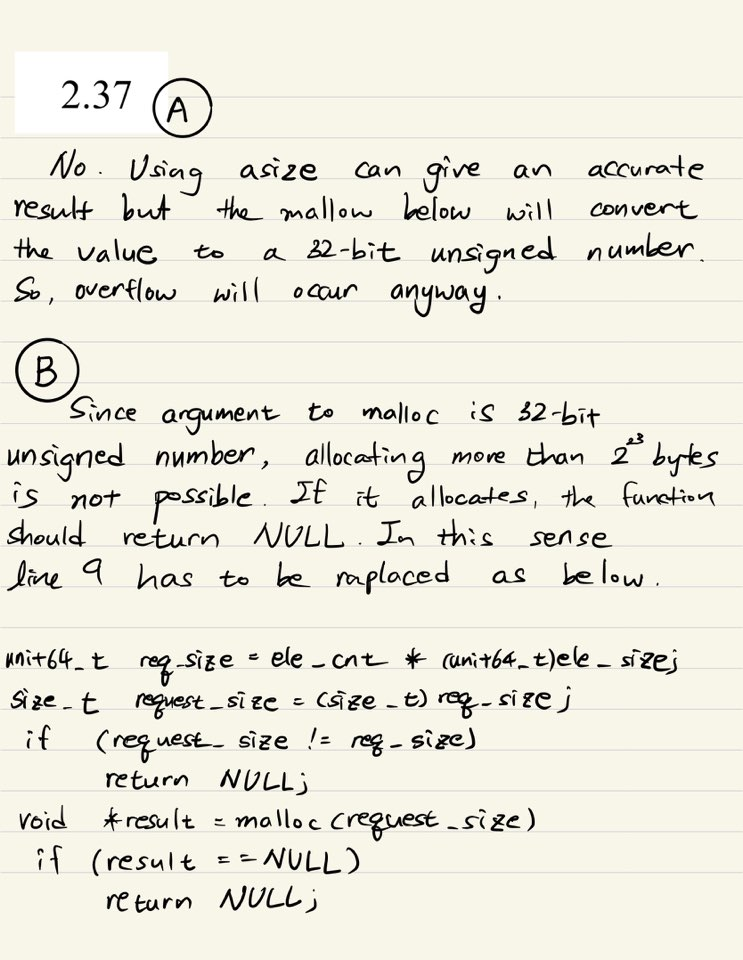 2.37 A
No. Using asize can give an accurate
result but the mallow below will convert
the value to a 32-bit unsigned number.
So, overflow will occur anyway.
B
Since argument to malloc is 32-bit
unsigned number, allocating more than 2^23 bytes
is not possible. If it allocates, the function
should return NULL. In this sense
line 9 has to be raplaced as below.
unit64_t req_size = ele_cnt * (unit64_t)ele_size;
size_t request_size = (size_t) req_size;
if (request_size != req_size)
return NULL;
void *result = malloc (request_size)
if (result == NULL)
return NULL;